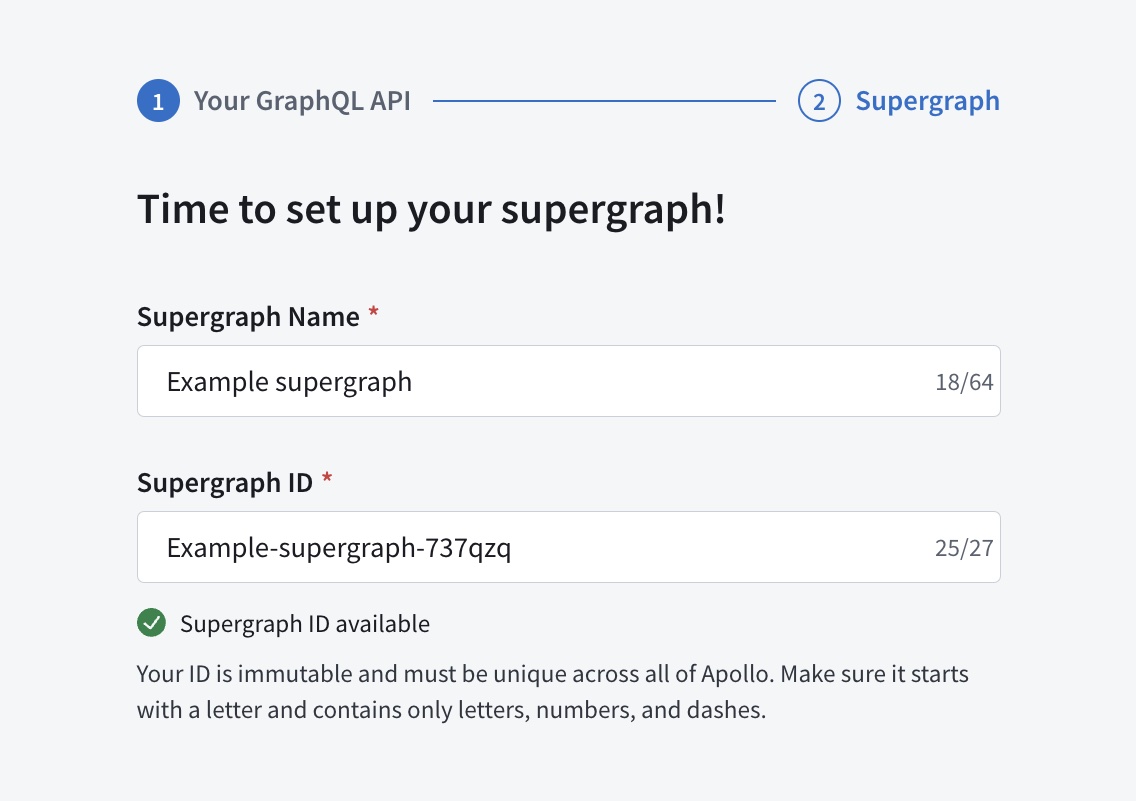 1 Your GraphQL API 2 Supergraph
Time to set up your supergraph!
Supergraph Name *
Example supergraph 18/64
Supergraph ID *
Example-supergraph-737qzq 25/27
Supergraph ID available
Your ID is immutable and must be unique across all of Apollo. Make sure it starts
with a letter and contains only letters, numbers, and dashes.